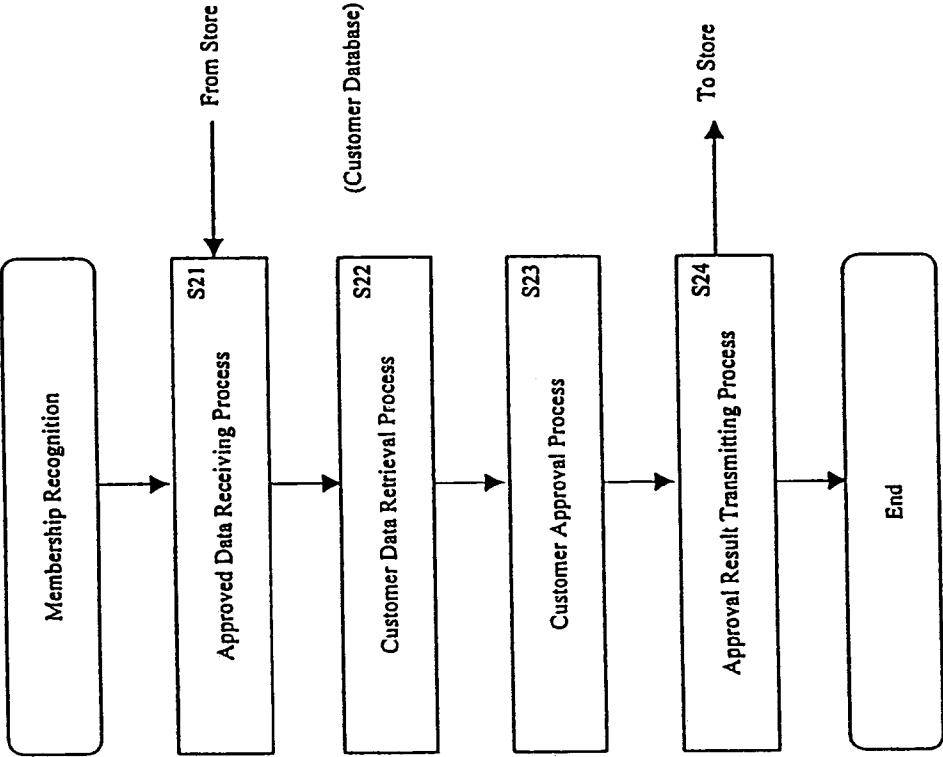 Membership Recognition
S21
Approved Data Receiving Process
From Store
S22
Customer Data Retrieval Process
(Customer Database)
S23
Customer Approval Process
S24
Approval Result Transmitting Process
To Store
End